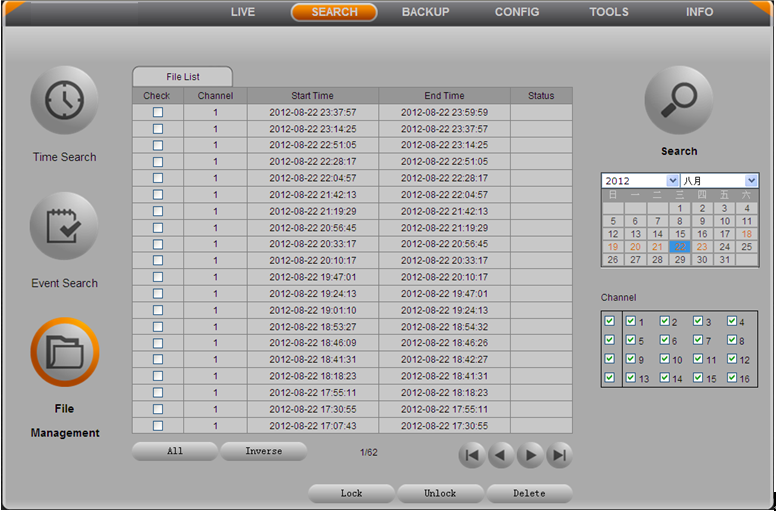 LIVE SEARCH BACKUP CONFIG TOOLS INFO
Time Search
Event Search
File
Management
File List
Check Channel Start Time End Time Status
1 2012-08-22 23:37:57 2012-08-22 23:59:59
1 2012-08-22 23:14:25 2012-08-22 23:37:57
1 2012-08-22 22:51:05 2012-08-22 23:14:25
1 2012-08-22 22:28:17 2012-08-22 22:51:05
1 2012-08-22 22:04:57 2012-08-22 22:28:17
1 2012-08-22 21:42:13 2012-08-22 22:04:57
1 2012-08-22 21:19:29 2012-08-22 21:42:13
1 2012-08-22 20:56:45 2012-08-22 21:19:29
1 2012-08-22 20:33:17 2012-08-22 20:56:45
1 2012-08-22 20:10:17 2012-08-22 20:33:17
1 2012-08-22 19:47:01 2012-08-22 20:10:17
1 2012-08-22 19:24:13 2012-08-22 19:47:01
1 2012-08-22 19:01:10 2012-08-22 19:24:13
1 2012-08-22 18:53:27 2012-08-22 18:54:32
1 2012-08-22 18:46:09 2012-08-22 18:46:26
1 2012-08-22 18:41:31 2012-08-22 18:42:27
1 2012-08-22 18:18:23 2012-08-22 18:41:31
1 2012-08-22 17:55:11 2012-08-22 18:18:23
1 2012-08-22 17:30:55 2012-08-22 17:55:11
1 2012-08-22 17:07:43 2012-08-22 17:30:55
All Inverse 1/62
Lock Unlock Delete
Search
2012 八月
日 一 二 三 四 五 六
1 2 3 4
5 6 7 8 9 10 11
12 13 14 15 16 17 18
19 20 21 22 23 24 25
26 27 28 29 30 31
Channel
1 2 3 4
5 6 7 8
9 10 11 12
13 14 15 16